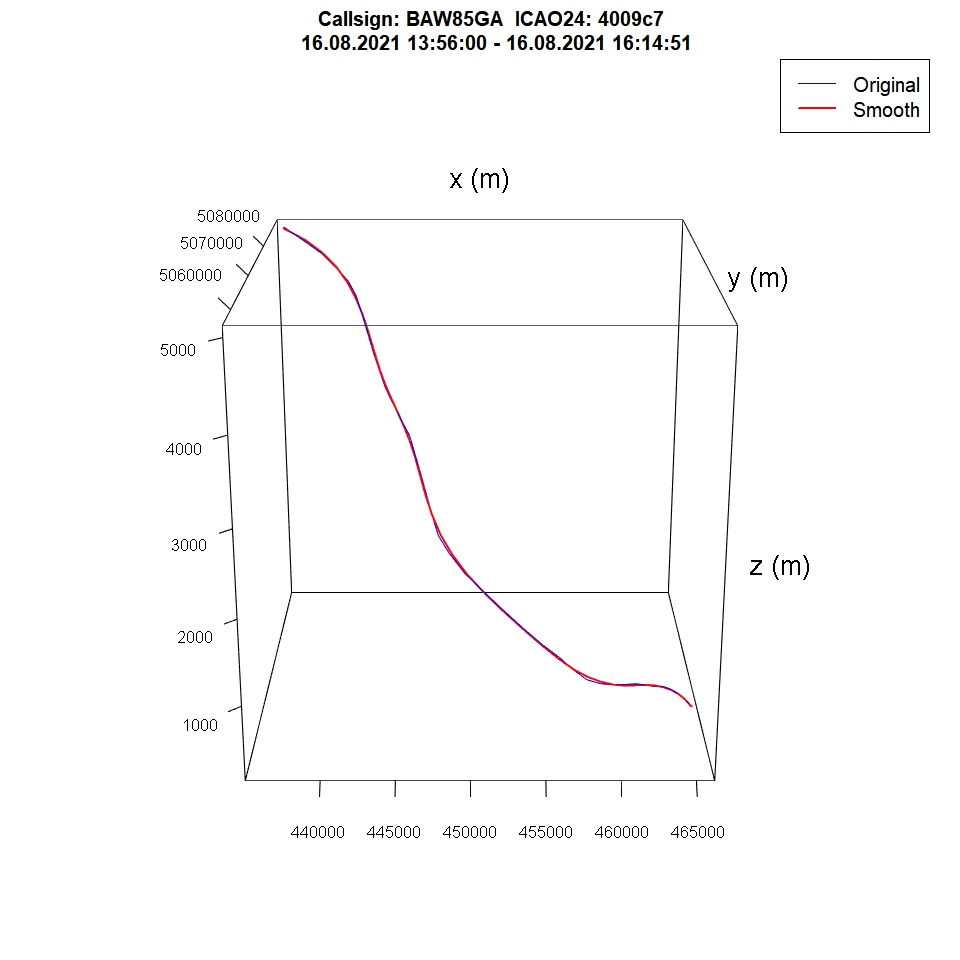 Callsign: BAW85GA  ICAO24: 4009c7
16.08.2021 13:56:00 - 16.08.2021 16:14:51
Original
Smooth
x (m)
5080000
5070000
5060000
y (m)
5000
4000
3000
z (m)
2000
1000
440000 445000 450000 455000 460000 465000